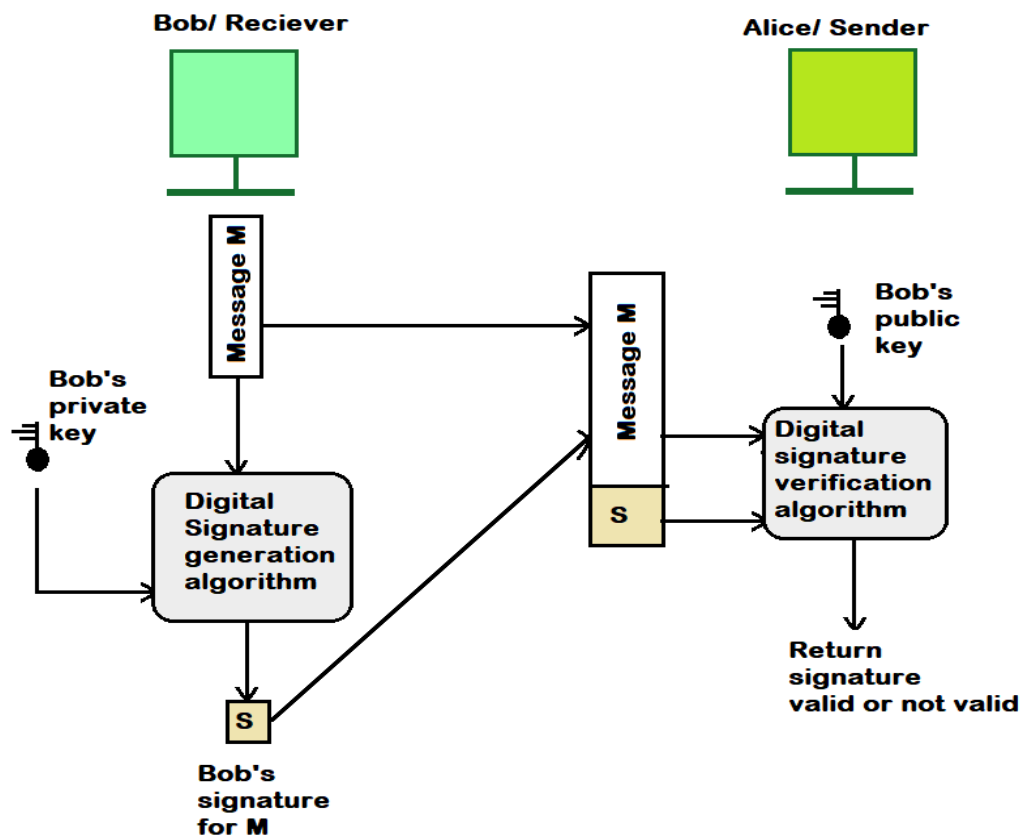 Bob/ Reciever
Alice/ Sender
Message M
Message M
Bob's
public
key
Bob's
private
key
Digital
signature
verification
algorithm
Digital
Signature
generation
algorithm
S
Return
signature
valid or not valid
S
Bob's
signature
for M